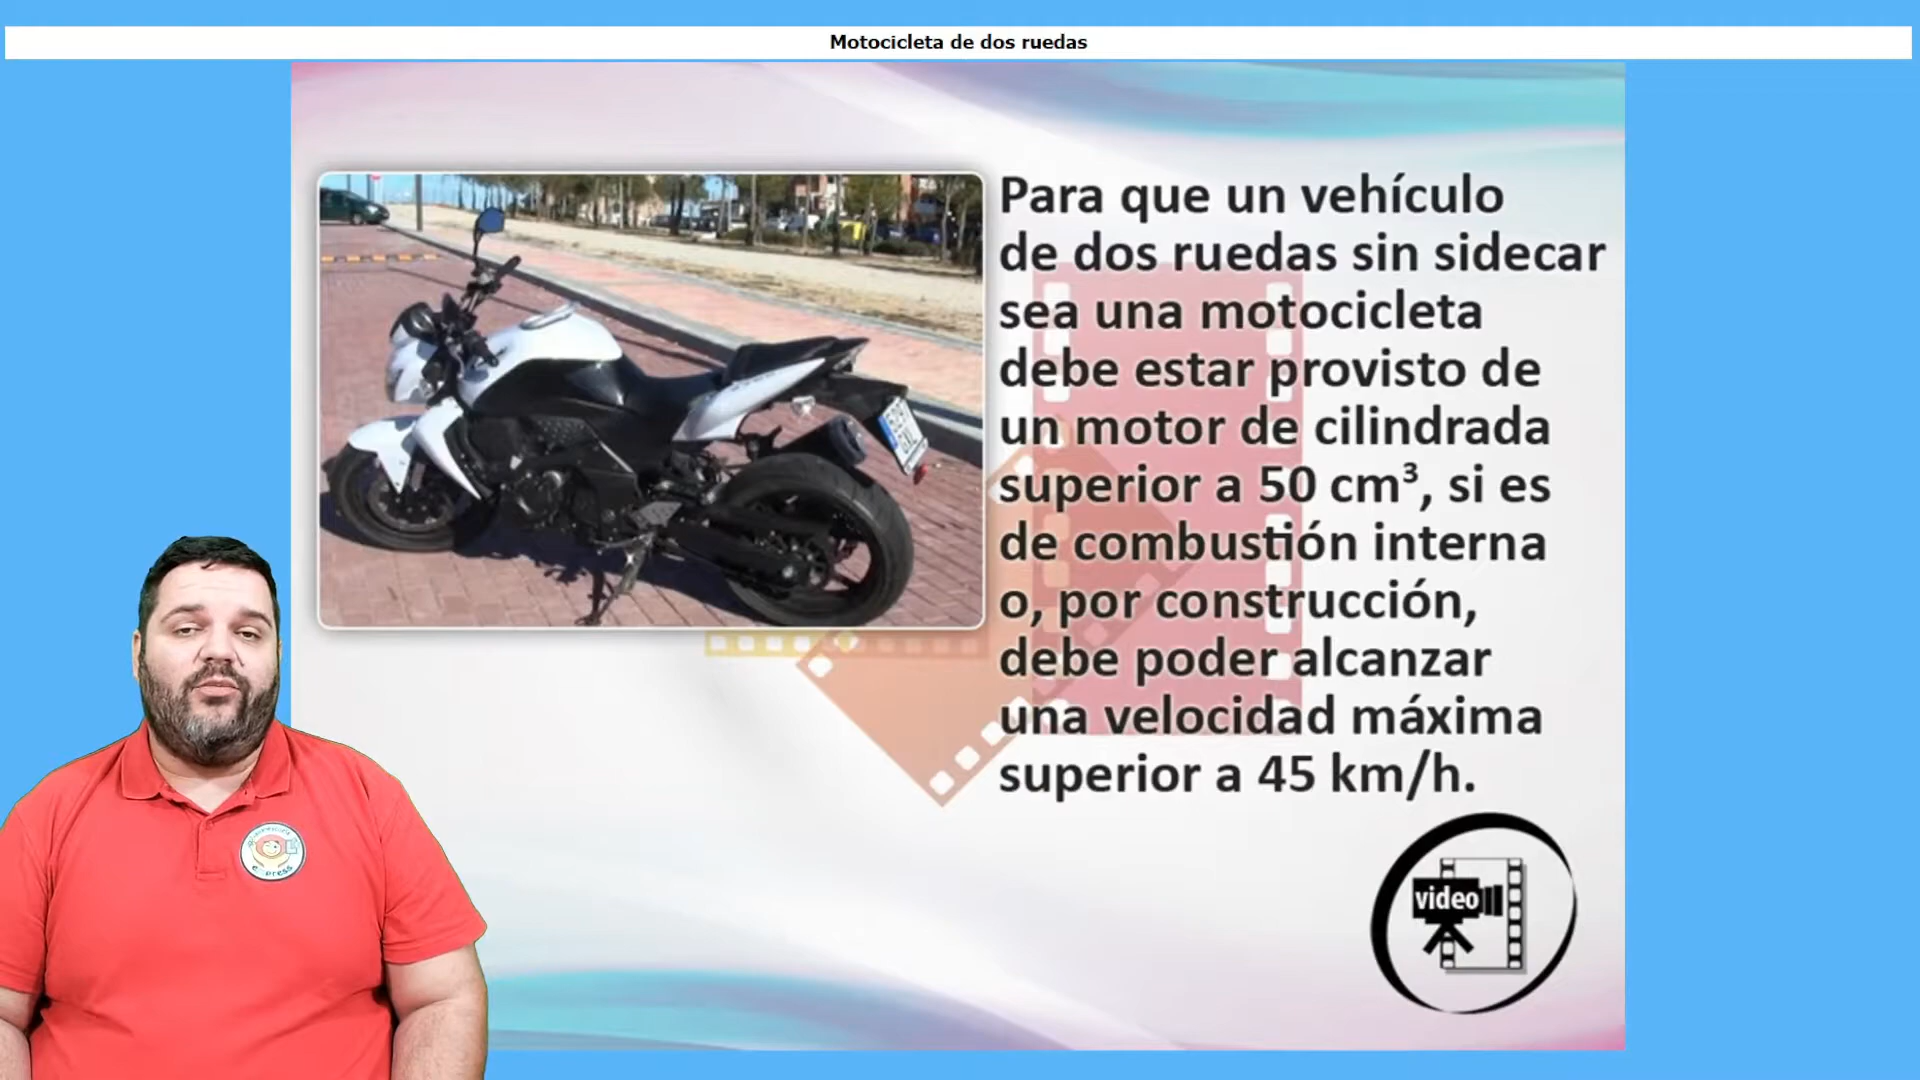 Motocicleta de dos ruedas
Para que un vehículo
de dos ruedas sin sidecar
sea una motocicleta
debe estar provisto de
un motor de cilindrada
superior a 50 cm³, si es
de combustión interna
o, por construcción,
debe poder alcanzar
una velocidad máxima
superior a 45 km/h.
video